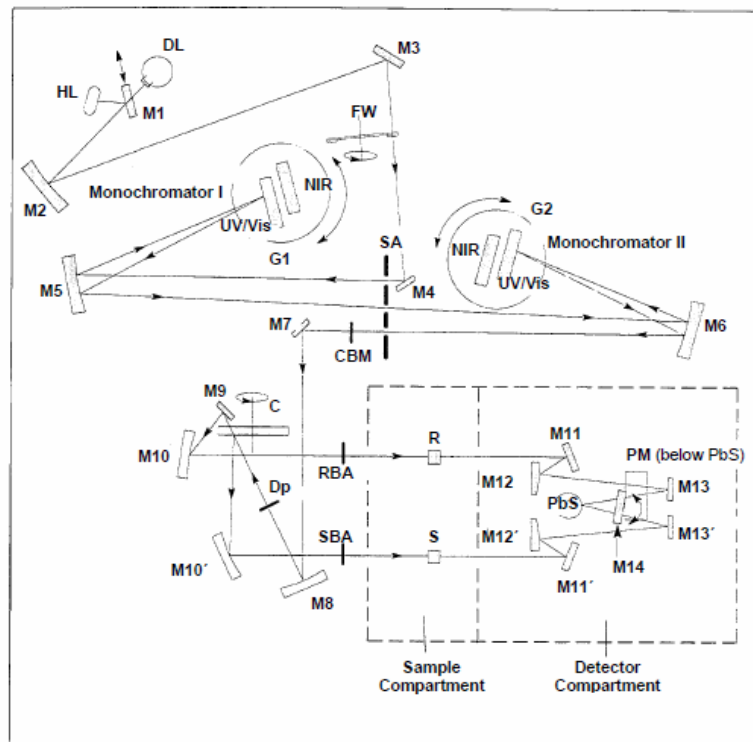 DL
M3
HL
M1
FW
M2
Monochromator I
NIR
UV/Vis
G1
SA
G2
NIR
Monochromator II
UV/Vis
M5
M4
M6
M7
CBM
M9
C
M10
RBA
R
M11
PM (below PbS)
M12
M13
Dp
PbS
SBA
S
M12´
M13´
M10´
M8
M11´
M14
Sample
Compartment
Detector
Compartment